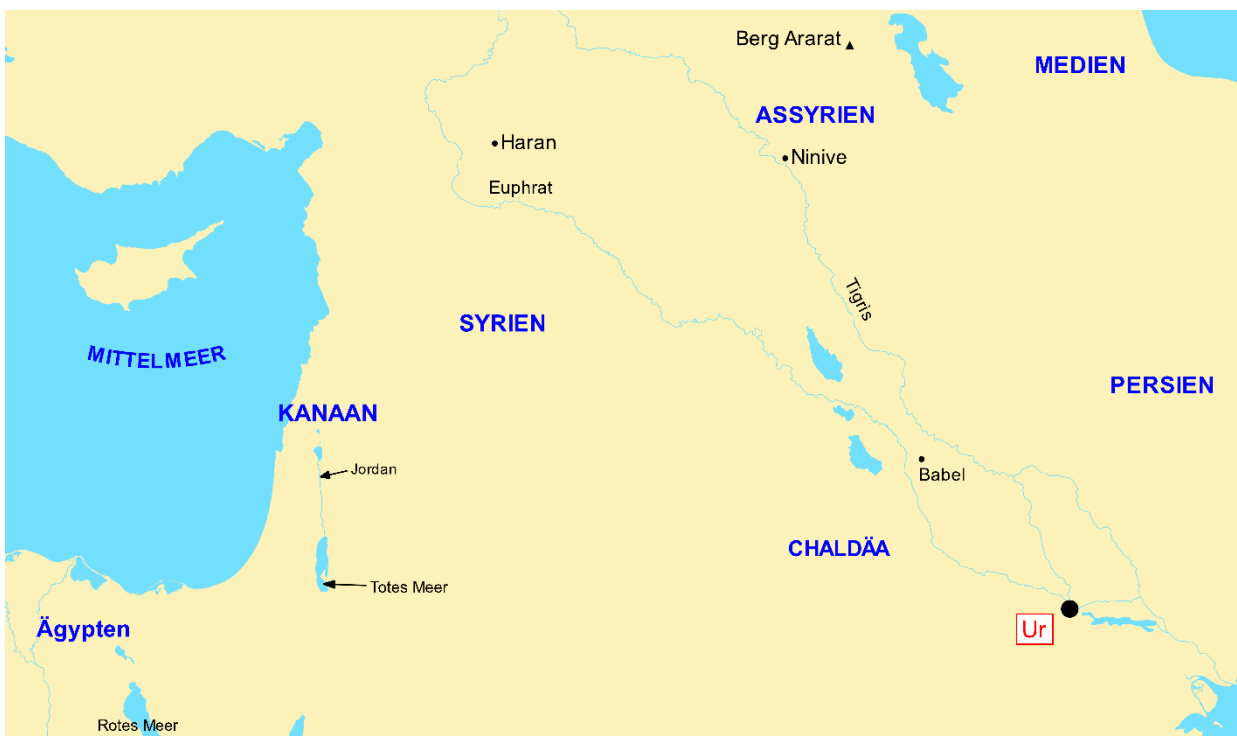 Berg Ararat
MEDIEN
ASSYRIEN
Haran
Ninive
Euphrat
Tigris
SYRIEN
MITTELMEER
PERSIEN
KANAAN
Jordan
Babel
CHALDÄA
Totes Meer
Ägypten
Ur
Rotes Meer